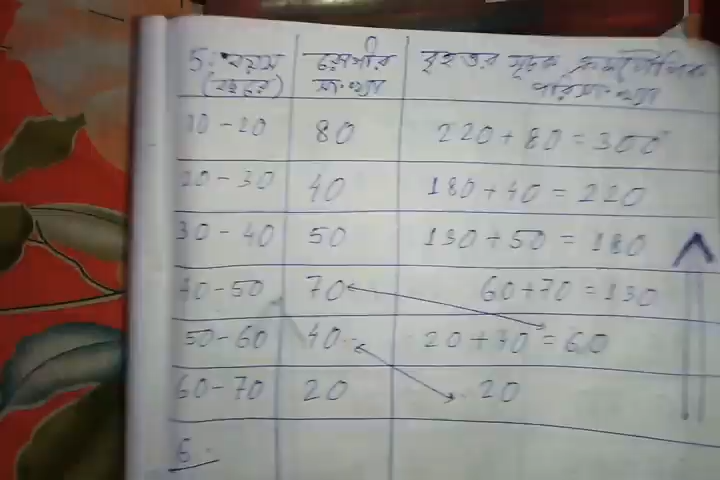 5. বয়স রোগীর বৃহত্তর সূচক ক্রমযৌগিক
(বছর) সংখ্যা পরিসংখ্যা
10-20 80 220+80=300
20-30 40 180+40=220
30-40 50 130+50=180
40-50 70 60+70=130
50-60 40 =60
60-70 20 20
6.